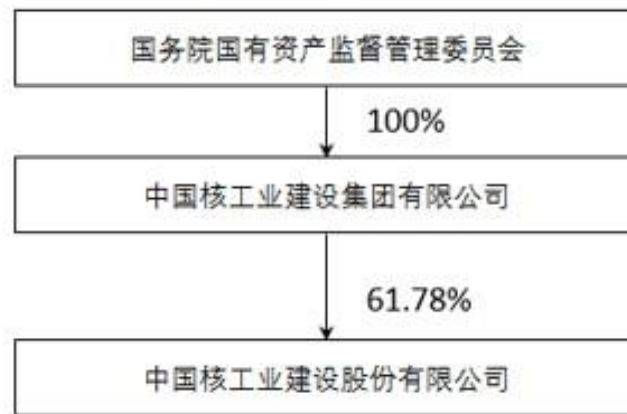 国务院国有资产监督管理委员会
100%
中国核工业建设集团有限公司
61.78%
中国核工业建设股份有限公司